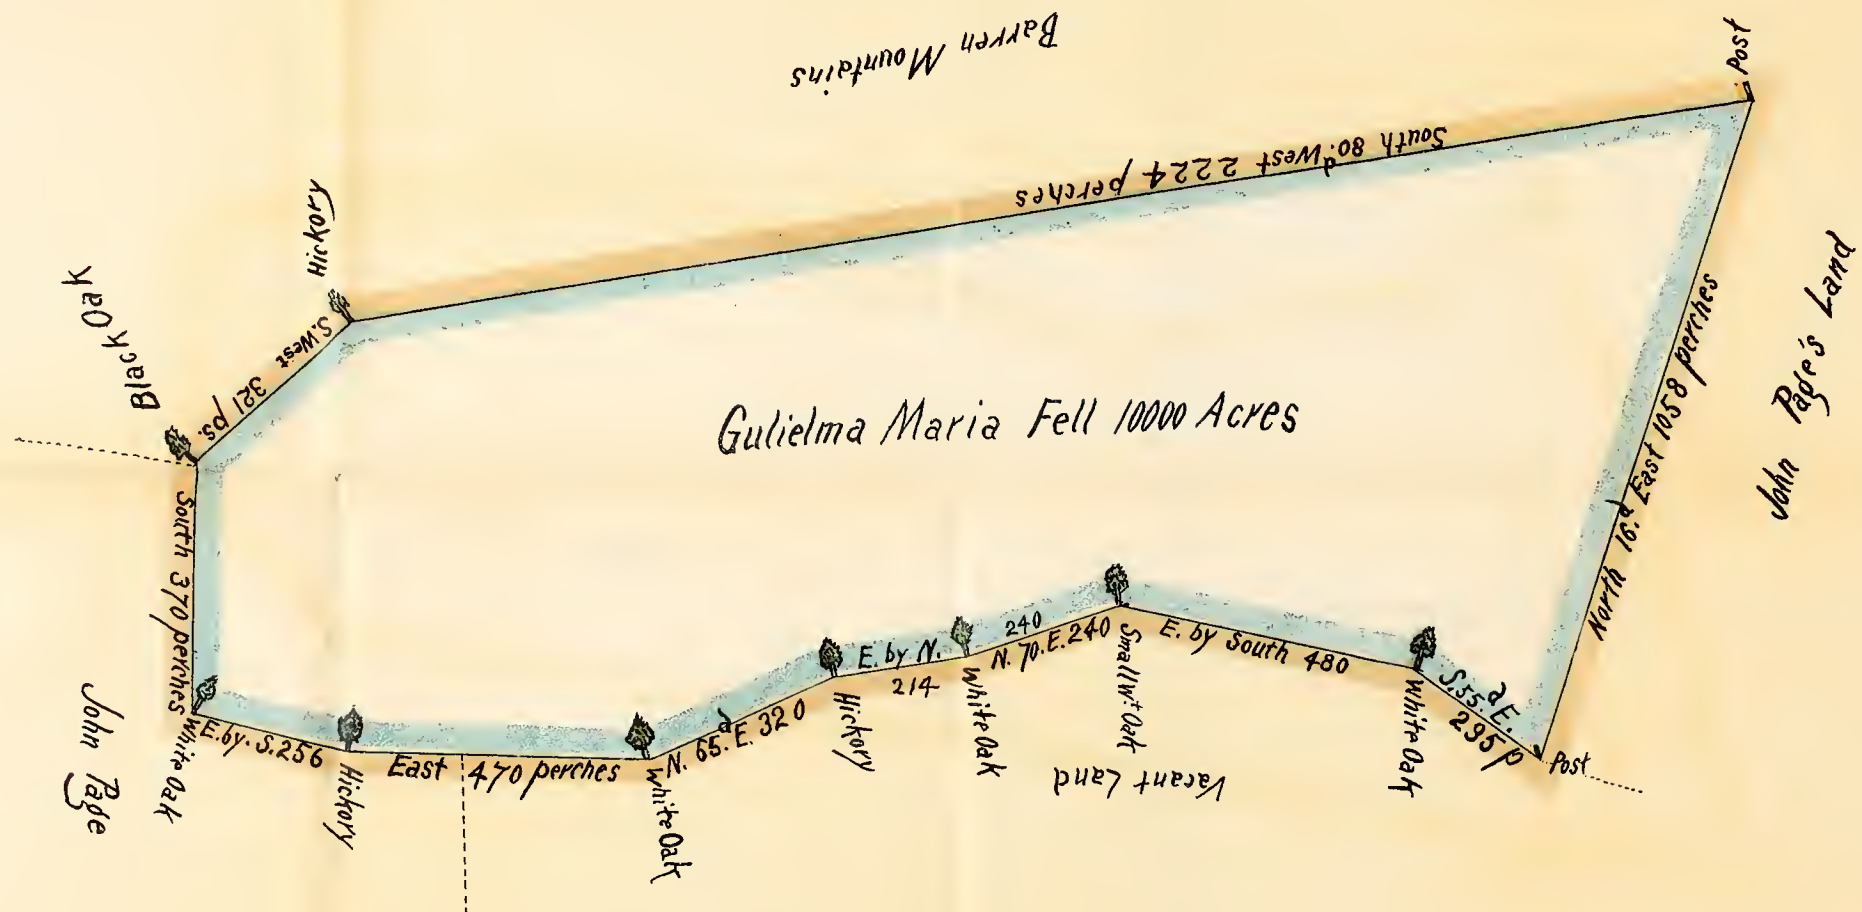 Barren Mountains
Post
South 80.d West 2224 perches
Hickory
S. West 321 ps.
Black Oak
South 370 perches
Gulielma Maria Fell 10000 Acres
North 16.d East 1058 perches
John Page's Land
White Oak
E. by. S. 256
Hickory
East 470 perches
White Oak
N. 65.d E. 320
Hickory
E. by N.
214
White Oak
240
N. 70. E. 240
Small Wt. Oak
E. by South 480
White Oak
S. 55.d E.
295 p
Post
Vacant Land
John Page